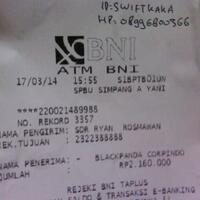 ID:SWIFTKAKA
HP:08996800566
BNI
ATM BNI
17/03/14 15:55 S1BPTBOJUN
SPBU SIMPANG A YANI
****220021489988
NO. REKORD 3357
NAMA PENGIRIM: SDR RYAN ROSMAWAN
REK.TUJUAN : 2322388888
NAMA PENERIMA: - BLACKPANDA CORPINDO
JUMLAH RP2.160.000
REJEKI BNI TAPLUS
SALDO & TRANSAKSI E-BANKING